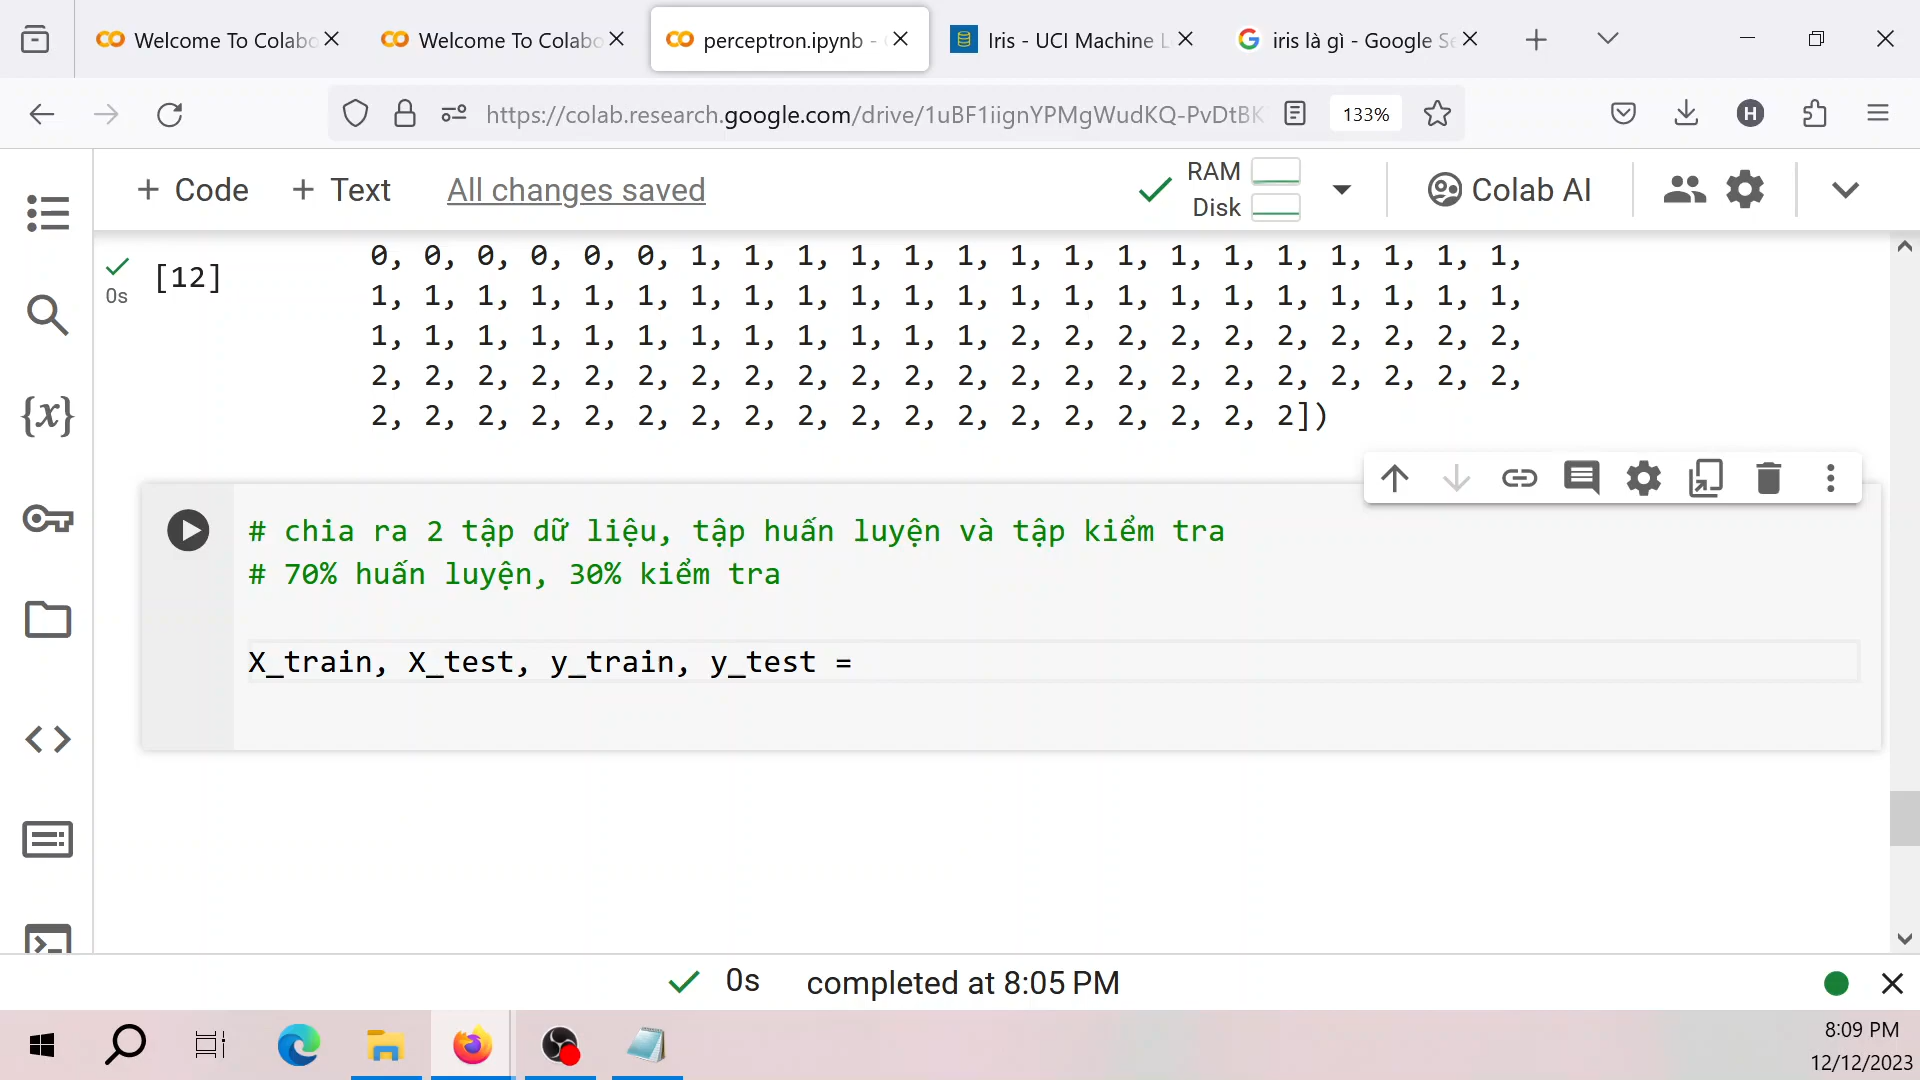 Welcome To Colabo
Welcome To Colabo
perceptron.ipynb -
Iris - UCI Machine L
iris là gì - Google Se
https://colab.research.google.com/drive/1uBF1iignYPMgWudKQ-PvDtBK
133%
H
+ Code
+ Text
All changes saved
RAM
Disk
Colab AI
0s
[12]
0, 0, 0, 0, 0, 0, 1, 1, 1, 1, 1, 1, 1, 1, 1, 1, 1, 1, 1, 1, 1, 1,
1, 1, 1, 1, 1, 1, 1, 1, 1, 1, 1, 1, 1, 1, 1, 1, 1, 1, 1, 1, 1, 1,
1, 1, 1, 1, 1, 1, 1, 1, 1, 1, 1, 1, 2, 2, 2, 2, 2, 2, 2, 2, 2, 2,
2, 2, 2, 2, 2, 2, 2, 2, 2, 2, 2, 2, 2, 2, 2, 2, 2, 2, 2, 2, 2, 2,
2, 2, 2, 2, 2, 2, 2, 2, 2, 2, 2, 2, 2, 2, 2, 2, 2, 2])
{x}
# chia ra 2 tập dữ liệu, tập huấn luyện và tập kiểm tra
# 70% huấn luyện, 30% kiểm tra
X_train, X_test, y_train, y_test =
0s
completed at 8:05 PM
8:09 PM
12/12/2023